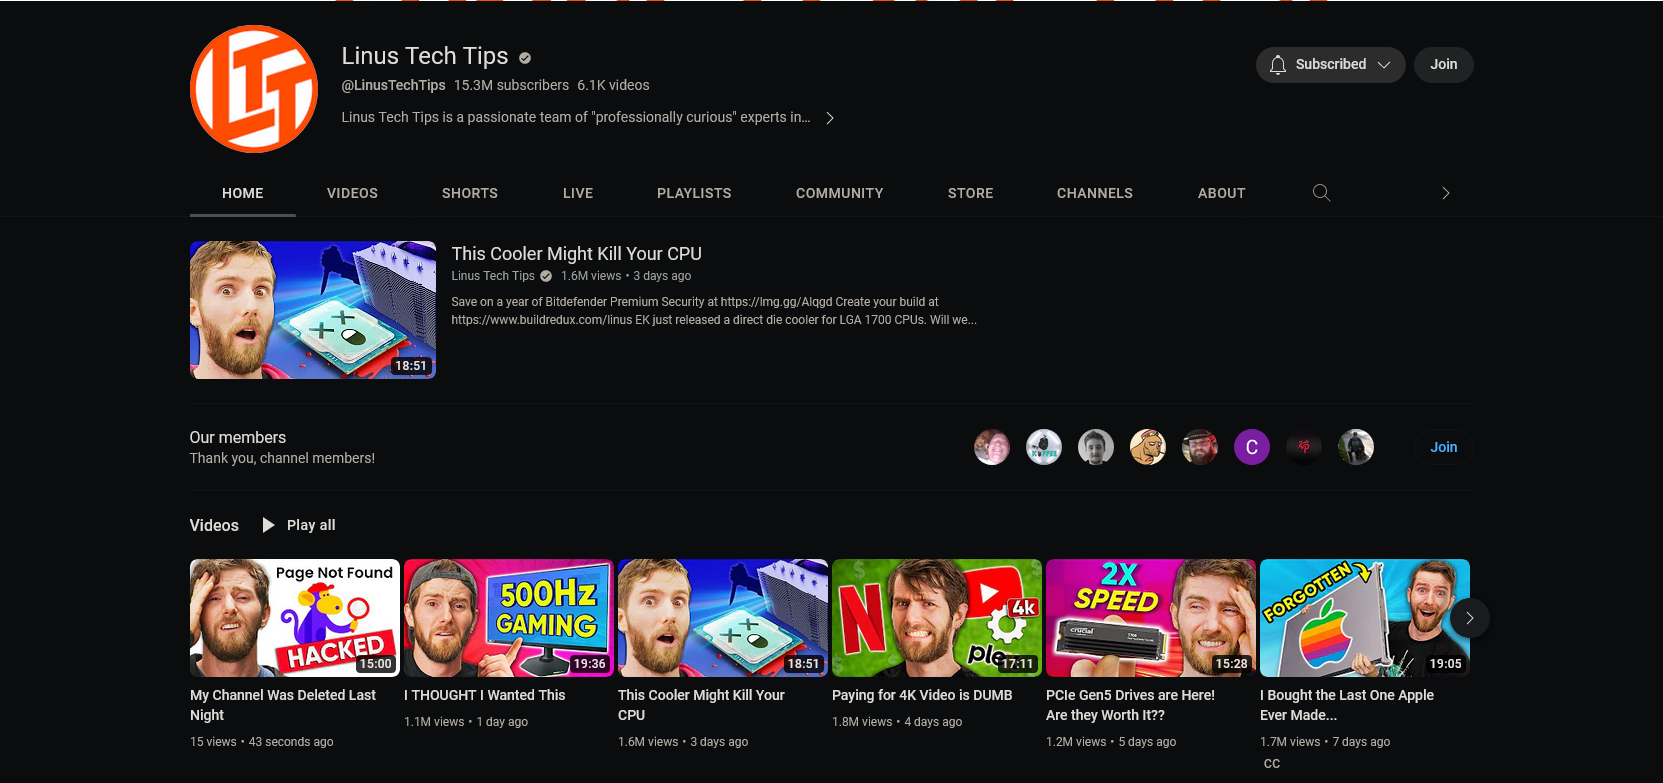 LTT
Linus Tech Tips
@LinusTechTips 15.3M subscribers 6.1K videos
Linus Tech Tips is a passionate team of "professionally curious" experts in...
Subscribed
Join
HOME VIDEOS SHORTS LIVE PLAYLISTS COMMUNITY STORE CHANNELS ABOUT
18:51
This Cooler Might Kill Your CPU
Linus Tech Tips 1.6M views • 3 days ago
Save on a year of Bitdefender Premium Security at https://lmg.gg/Alqgd Create your build at
https://www.buildredux.com/linus EK just released a direct die cooler for LGA 1700 CPUs. Will we...
Our members
Thank you, channel members!
KOFFEE
C
Join
Videos Play all
Page Not Found
HACKED
15:00
My Channel Was Deleted Last
Night
15 views • 43 seconds ago
500Hz
GAMING
19:36
I THOUGHT I Wanted This
1.1M views • 1 day ago
18:51
This Cooler Might Kill Your
CPU
1.6M views • 3 days ago
N
4k
ple
17:11
Paying for 4K Video is DUMB
1.8M views • 4 days ago
2X
SPEED
crucial
15:28
PCIe Gen5 Drives are Here!
Are they Worth It??
1.2M views • 5 days ago
FORGOTTEN
19:05
I Bought the Last One Apple
Ever Made...
1.7M views • 7 days ago
CC